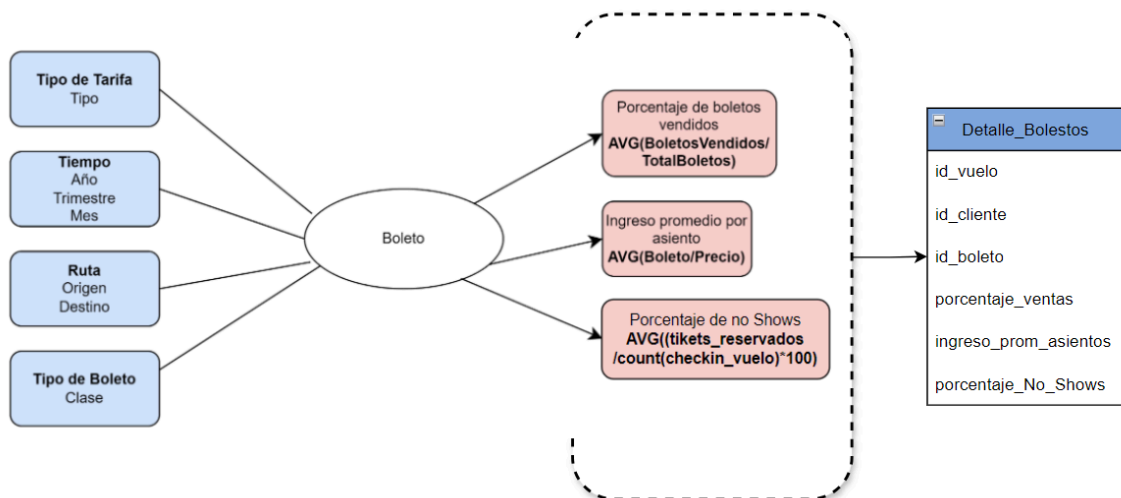 Tipo de Tarifa
Tipo
Tiempo
Año
Trimestre
Mes
Ruta
Origen
Destino
Tipo de Boleto
Clase
Boleto
Porcentaje de boletos
vendidos
AVG(BoletosVendidos/
TotalBoletos)
Ingreso promedio por
asiento
AVG(Boleto/Precio)
Porcentaje de no Shows
AVG((tikets_reservados
/count(checkin_vuelo)*100)
Detalle_Bolestos
id_vuelo
id_cliente
id_boleto
porcentaje_ventas
ingreso_prom_asientos
porcentaje_No_Shows